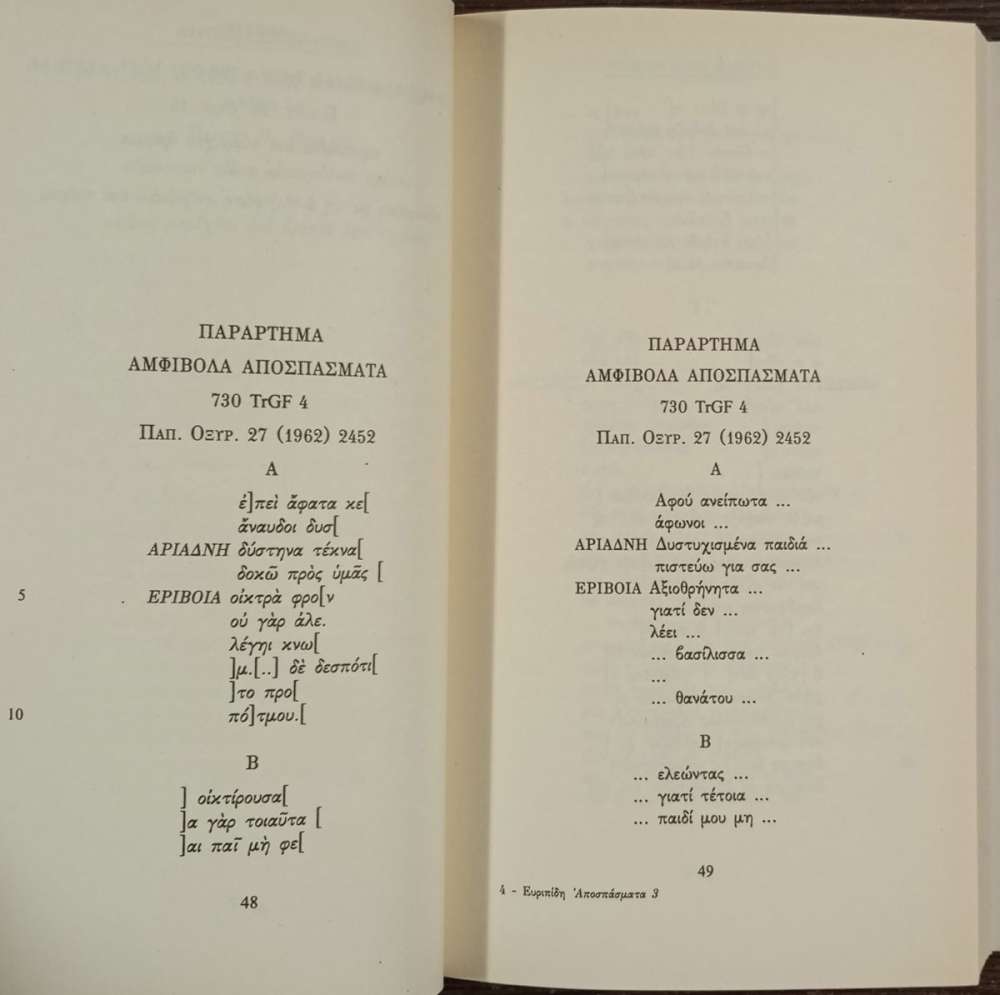 ΠΑΡΑΡΤΗΜΑ
ΑΜΦΙΒΟΛΑ ΑΠΟΣΠΑΣΜΑΤΑ
730 TrGF 4
ΠΑΠ. ΟΞΥΡ. 27 (1962) 2452
Α
ἐ]πεὶ ἄφατα κε[
ἄναυδοι δυσ[
ΑΡΙΑΔΝΗ δύστηνα τέκνα[
δοκῶ πρὸς ὑμᾶς [
5 ΕΡΙΒΟΙΑ οἰκτρὰ φρο[ν
οὐ γὰρ ἀλε.
λέγηι κνω[
]μ.[..] δὲ δεσπότι[
]το προ[
10 πό]τμου.[
Β
] οἰκτίρουσα[
]α γὰρ τοιαῦτα [
]αι παῖ μὴ φε[
48
ΠΑΡΑΡΤΗΜΑ
ΑΜΦΙΒΟΛΑ ΑΠΟΣΠΑΣΜΑΤΑ
730 TrGF 4
ΠΑΠ. ΟΞΥΡ. 27 (1962) 2452
Α
Αφού ανείπωτα ...
άφωνοι ...
ΑΡΙΑΔΝΗ Δυστυχισμένα παιδιά ...
πιστεύω για σας ...
ΕΡΙΒΟΙΑ Αξιοθρήνητα ...
γιατί δεν ...
λέει ...
... βασίλισσα ...
...
... θανάτου ...
Β
... ελεώντας ...
... γιατί τέτοια ...
... παιδί μου μη ...
49
4 - Ευριπίδη Ἀποσπάσματα 3